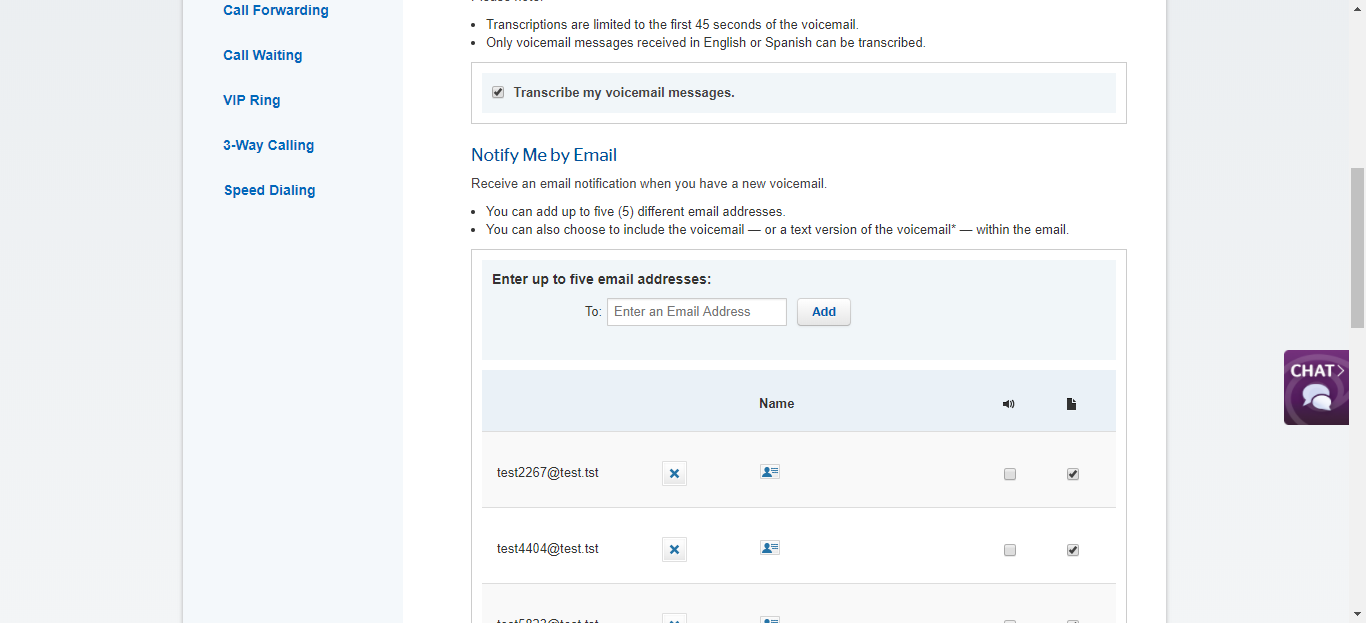 Call Forwarding
Call Waiting
VIP Ring
3-Way Calling
Speed Dialing
Transcriptions are limited to the first 45 seconds of the voicemail.
Only voicemail messages received in English or Spanish can be transcribed.
Transcribe my voicemail messages.
Notify Me by Email
Receive an email notification when you have a new voicemail.
You can add up to five (5) different email addresses.
You can also choose to include the voicemail — or a text version of the voicemail* — within the email.
Enter up to five email addresses:
To: Enter an Email Address Add
Name
test2267@test.tst
test4404@test.tst
CHAT